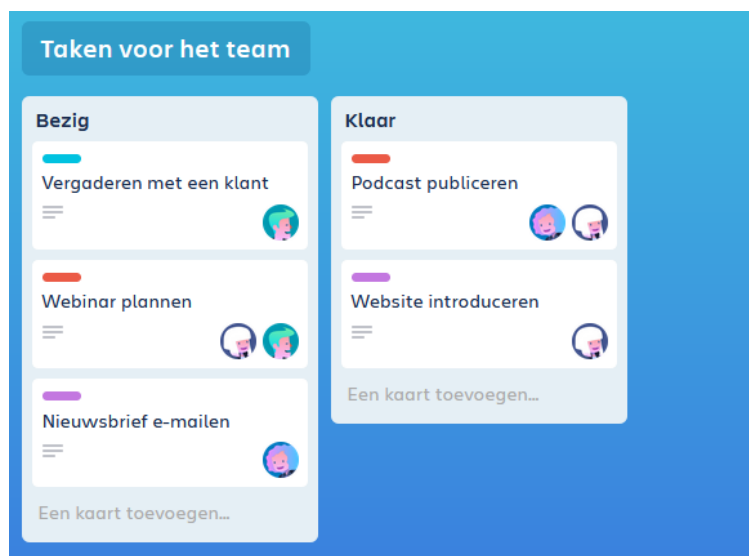 Taken voor het team
Bezig
Vergaderen met een klant
Webinar plannen
Nieuwsbrief e-mailen
Een kaart toevoegen...
Klaar
Podcast publiceren
Website introduceren
Een kaart toevoegen...